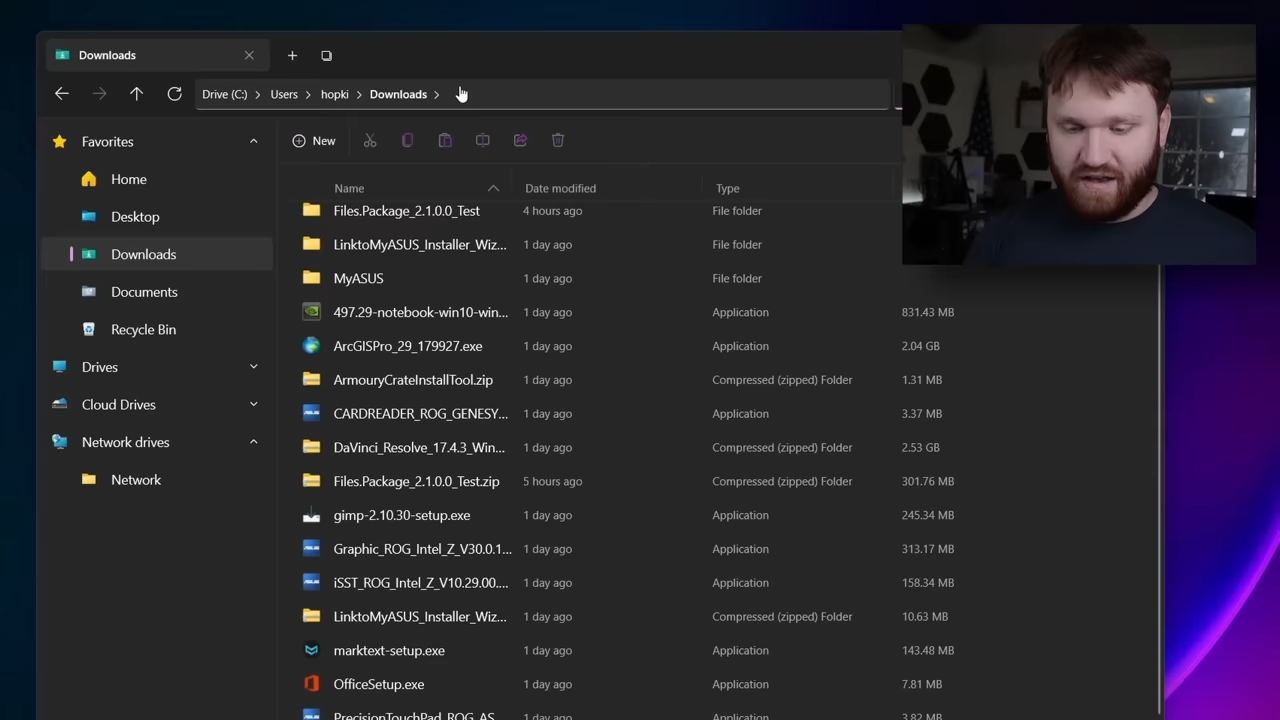 Downloads
Drive (C:) Users hopki Downloads
Favorites
New
Home
Desktop
Downloads
Documents
Recycle Bin
Drives
Cloud Drives
Network drives
Network
Name Date modified Type
Files.Package_2.1.0.0_Test 4 hours ago File folder
LinktoMyASUS_Installer_Wiz... 1 day ago File folder
MyASUS 1 day ago File folder
497.29-notebook-win10-win... 1 day ago Application 831.43 MB
ArcGISPro_29_179927.exe 1 day ago Application 2.04 GB
ArmouryCrateInstallTool.zip 1 day ago Compressed (zipped) Folder 1.31 MB
CARDREADER_ROG_GENESY... 1 day ago Application 3.37 MB
DaVinci_Resolve_17.4.3_Win... 1 day ago Compressed (zipped) Folder 2.53 GB
Files.Package_2.1.0.0_Test.zip 5 hours ago Compressed (zipped) Folder 301.76 MB
gimp-2.10.30-setup.exe 1 day ago Application 245.34 MB
Graphic_ROG_Intel_Z_V30.0.1... 1 day ago Application 313.17 MB
iSST_ROG_Intel_Z_V10.29.00.... 1 day ago Application 158.34 MB
LinktoMyASUS_Installer_Wiz... 1 day ago Compressed (zipped) Folder 10.63 MB
marktext-setup.exe 1 day ago Application 143.48 MB
OfficeSetup.exe 1 day ago Application 7.81 MB
PrecisionTouchPad_ROG_AS... 1 day ago Application 3.82 MB